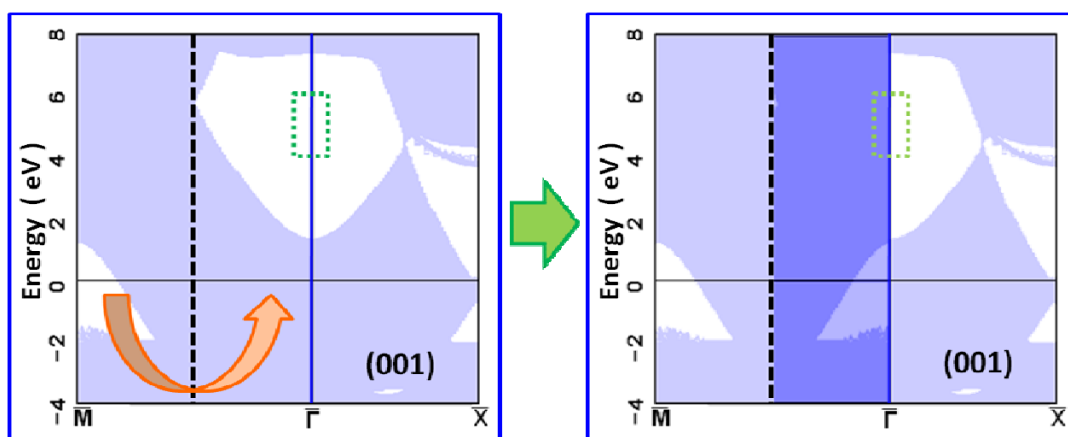 8
6
4
2
0
−2
−4
Energy ( eV )
(001)
M̅
Γ̅
X̅
8
6
4
2
0
−2
−4
Energy ( eV )
(001)
M̅
Γ̅
X̅